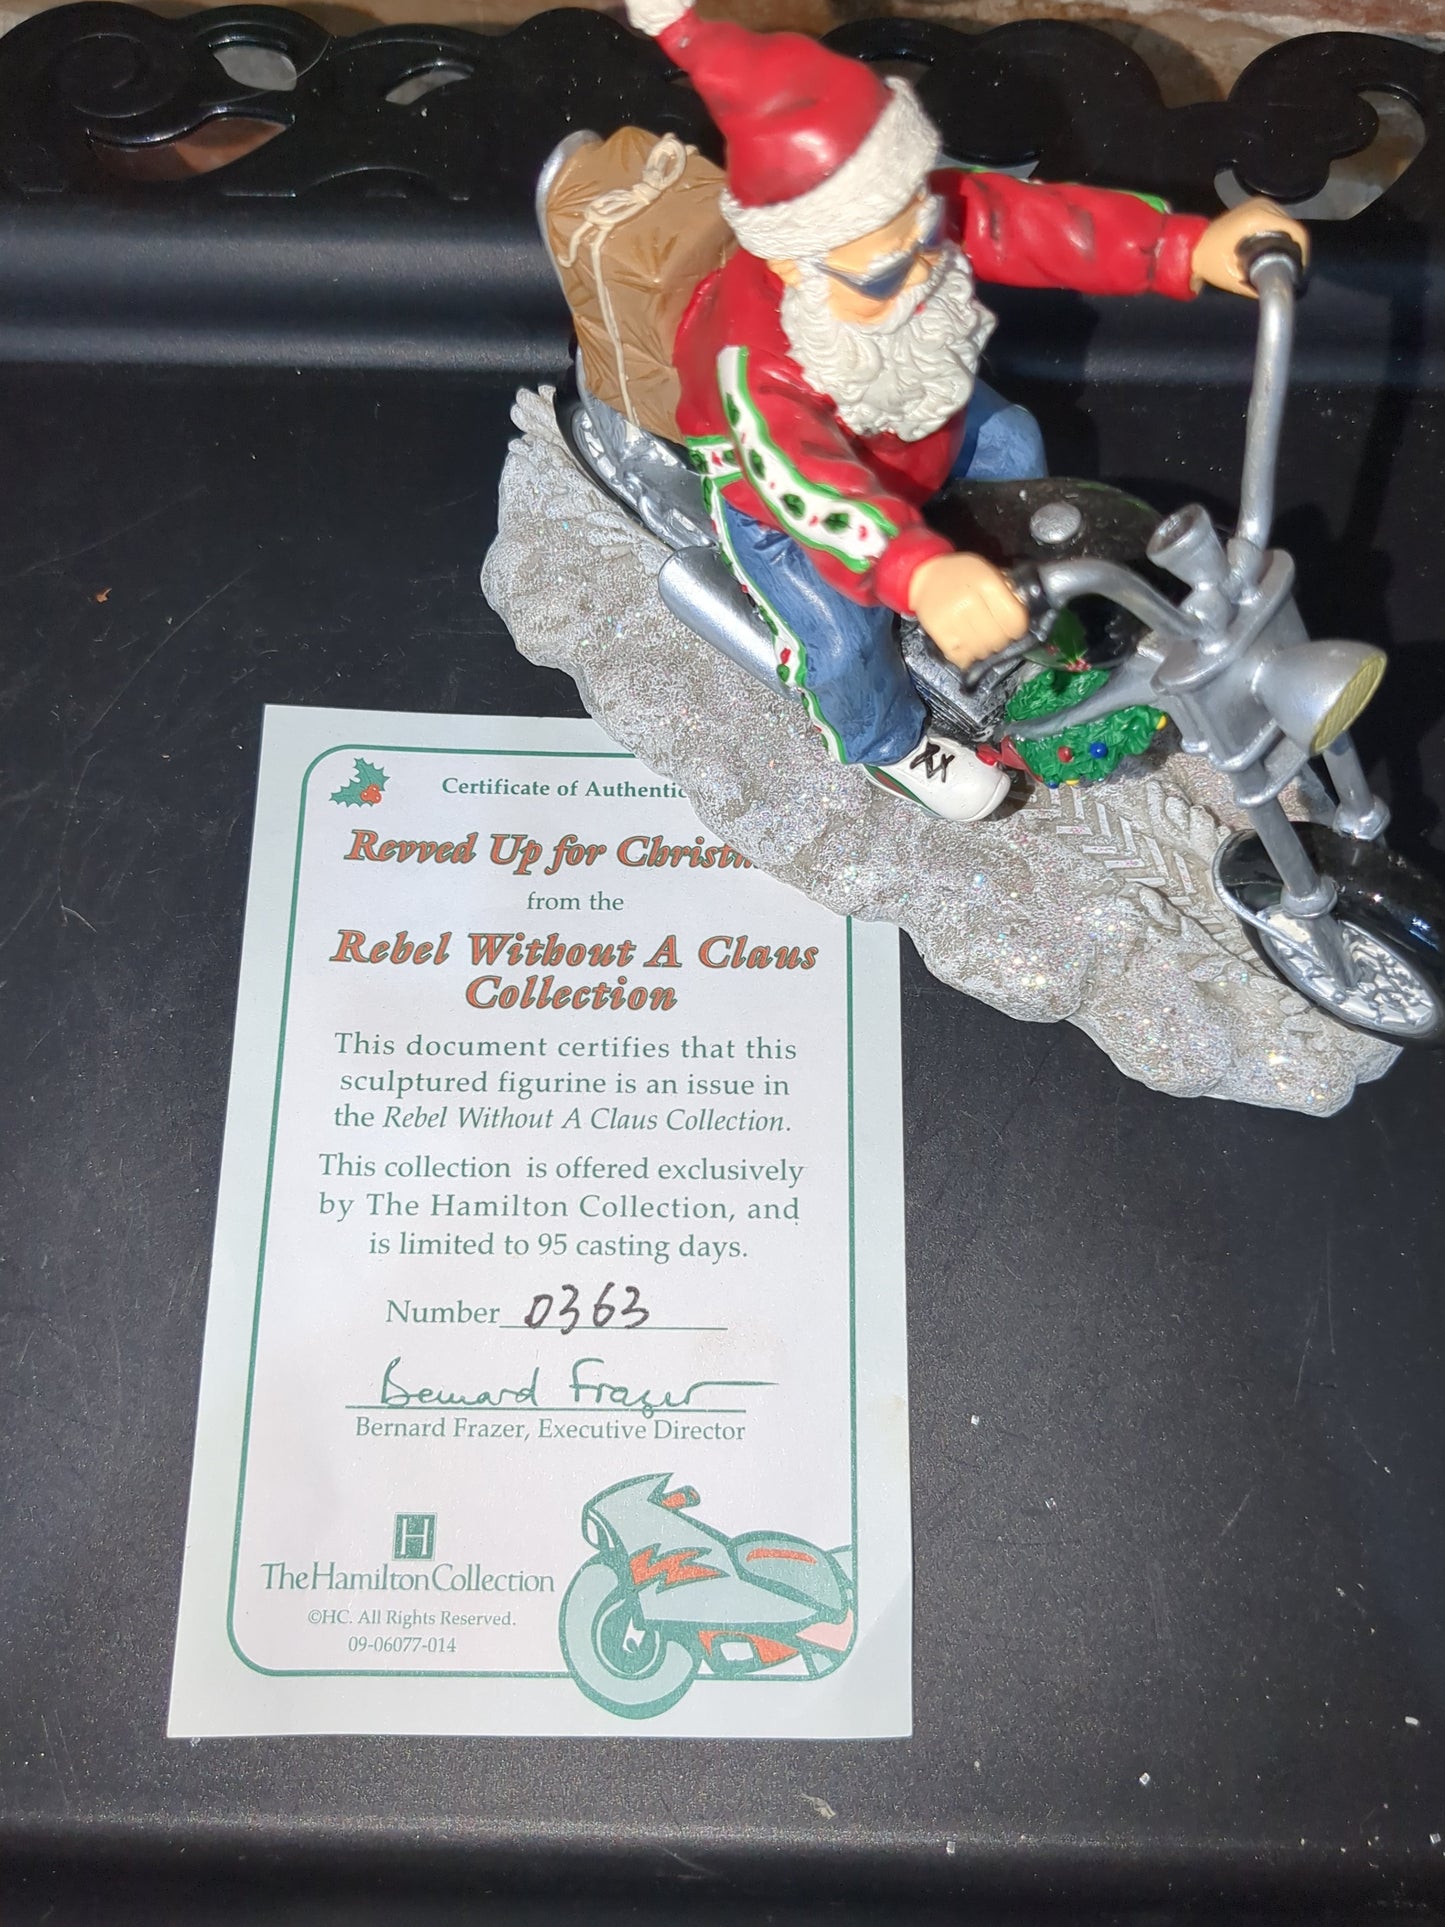 Certificate of Authentic
Revved Up for Christm
from the
Rebel Without A Claus
Collection
This document certifies that this
sculptured figurine is an issue in
the Rebel Without A Claus Collection.
This collection is offered exclusively
by The Hamilton Collection, and
is limited to 95 casting days.
Number 0363
Bernard Frazer
Bernard Frazer, Executive Director
H
The Hamilton Collection
©HC. All Rights Reserved.
09-06077-014